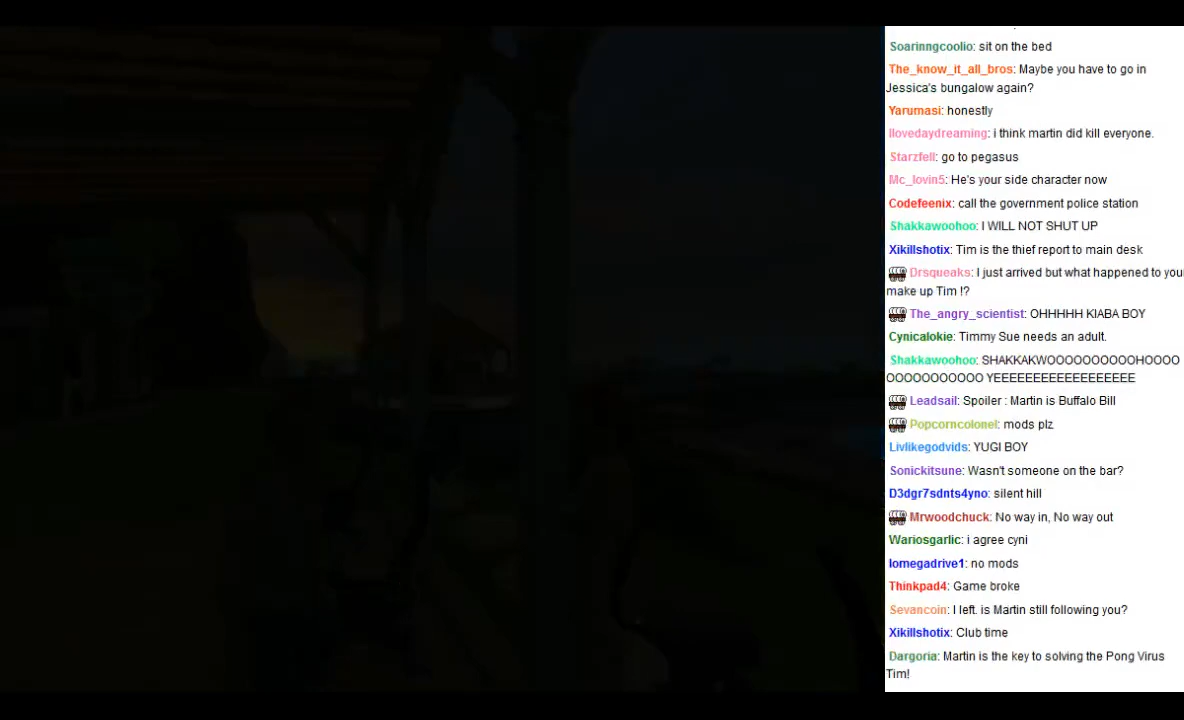 Soarinngcoolio: sit on the bed
The_know_it_all_bros: Maybe you have to go in
Jessica's bungalow again?
Yarumasi: honestly
Ilovedaydreaming: i think martin did kill everyone.
Starzfell: go to pegasus
Mc_lovin5: He's your side character now
Codefeenix: call the government police station
Shakkawoohoo: I WILL NOT SHUT UP
Xikillshotix: Tim is the thief report to main desk
Drsqueaks: I just arrived but what happened to your
make up Tim !?
The_angry_scientist: OHHHHH KIABA BOY
Cynicalokie: Timmy Sue needs an adult.
Shakkawoohoo: SHAKKAKWOOOOOOOOOOHOOOO
OOOOOOOOOOO YEEEEEEEEEEEEEEEEEE
Leadsail: Spoiler : Martin is Buffalo Bill
Popcorncolonel: mods plz
Livlikegodvids: YUGI BOY
Sonickitsune: Wasn't someone on the bar?
D3dgr7sdnts4yno: silent hill
Mrwoodchuck: No way in, No way out
Wariosgarlic: i agree cyni
Iomegadrive1: no mods
Thinkpad4: Game broke
Sevancoin: I left. is Martin still following you?
Xikillshotix: Club time
Dargoria: Martin is the key to solving the Pong Virus
Tim!